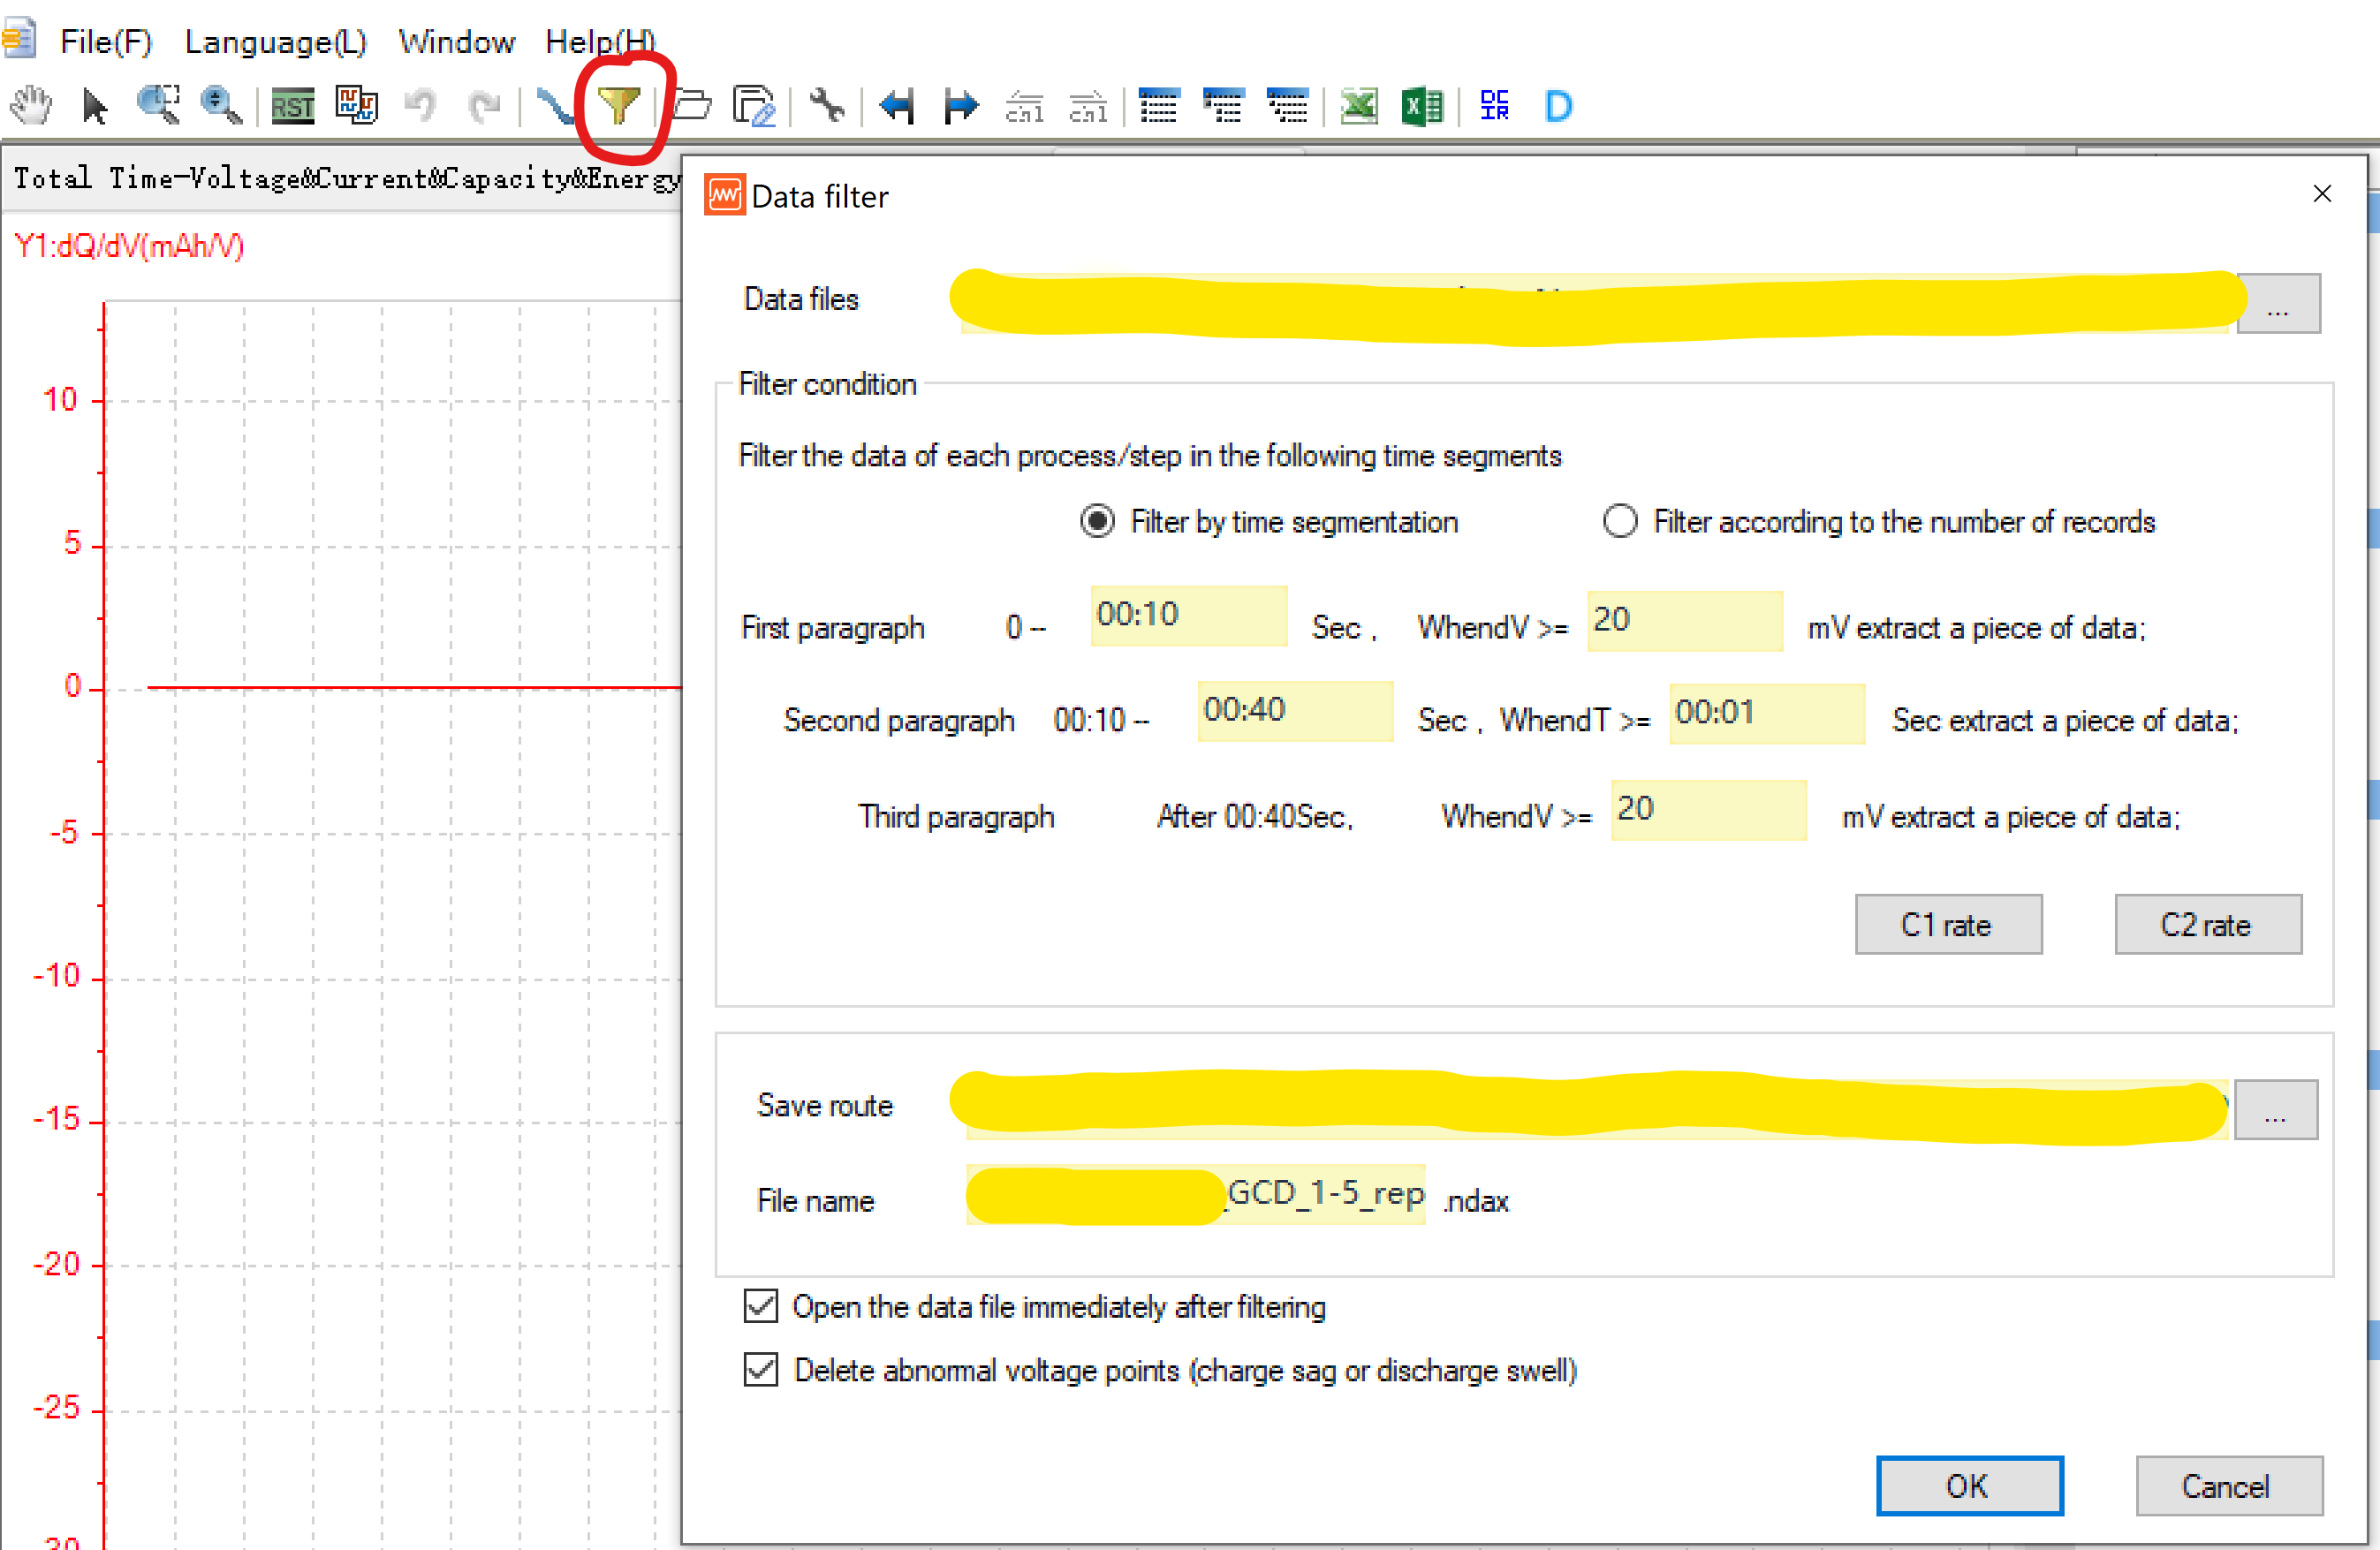 File(F) Language(L) Window Help(H)
RST DC IR D
Total Time-Voltage&Current&Capacity&Energy
Data filter
Y1:dQ/dV(mAh/V)
Data files ...
Filter condition
10
Filter the data of each process/step in the following time segments
Filter by time segmentation Filter according to the number of records
5
First paragraph 0 -- 00:10 Sec , WhendV >= 20 mV extract a piece of data;
0
Second paragraph 00:10 -- 00:40 Sec , WhendT >= 00:01 Sec extract a piece of data;
Third paragraph After 00:40Sec, WhendV >= 20 mV extract a piece of data;
-5
C1 rate C2 rate
-10
Save route ...
-15
File name _GCD_1-5_rep .ndax
-20
Open the data file immediately after filtering
Delete abnormal voltage points (charge sag or discharge swell)
-25
OK Cancel